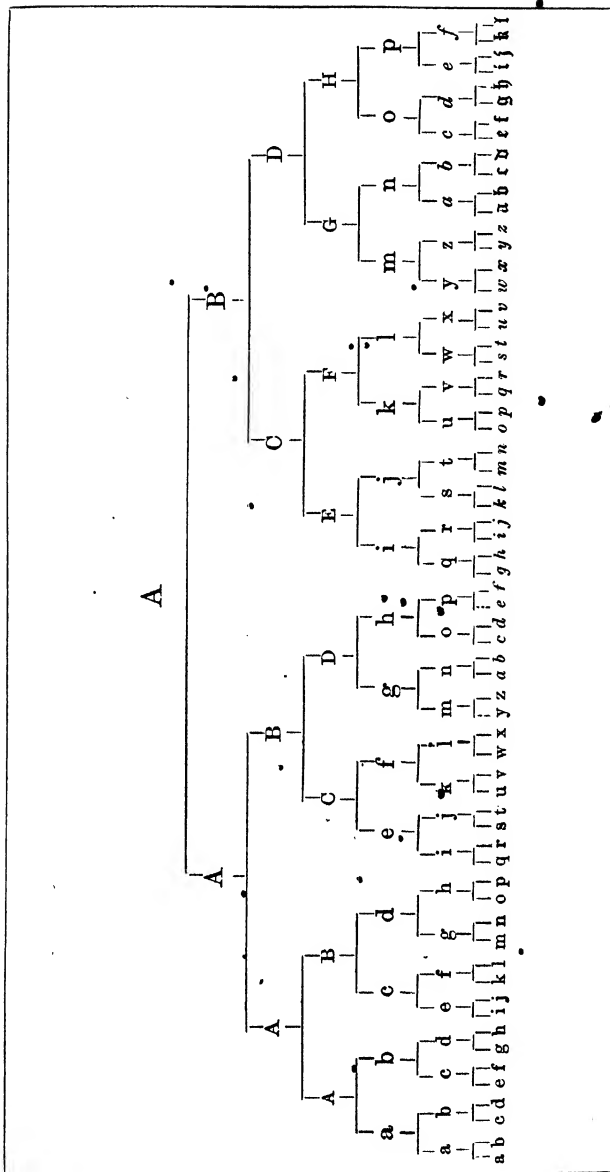 A
A B
A B C D
A B C D E F G H
a b c d e f g h i j k l m n o p
a b c d e f g h i j k l m n o p q r s t u v w x y z a b c d e f
a b c d e f g h i j k l m n o p q r s t u v w x y z a b c d e f g h i j k l m n o p q r s t u v w x y z a b c d e f g h i j k l